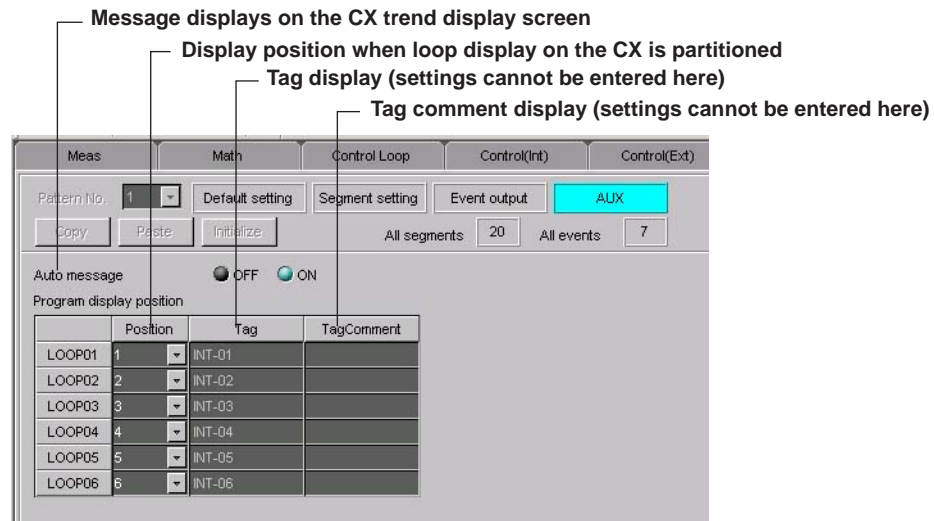 Message displays on the CX trend display screen
Display position when loop display on the CX is partitioned
Tag display (settings cannot be entered here)
Tag comment display (settings cannot be entered here)
Meas Math Control Loop Control(Int) Control(Ext)
Pattern No. 1 Default setting Segment setting Event output AUX
Copy Paste Initialize All segments 20 All events 7
Auto message OFF ON
Program display position
Position Tag TagComment
LOOP01 1 INT-01
LOOP02 2 INT-02
LOOP03 3 INT-03
LOOP04 4 INT-04
LOOP05 5 INT-05
LOOP06 6 INT-06